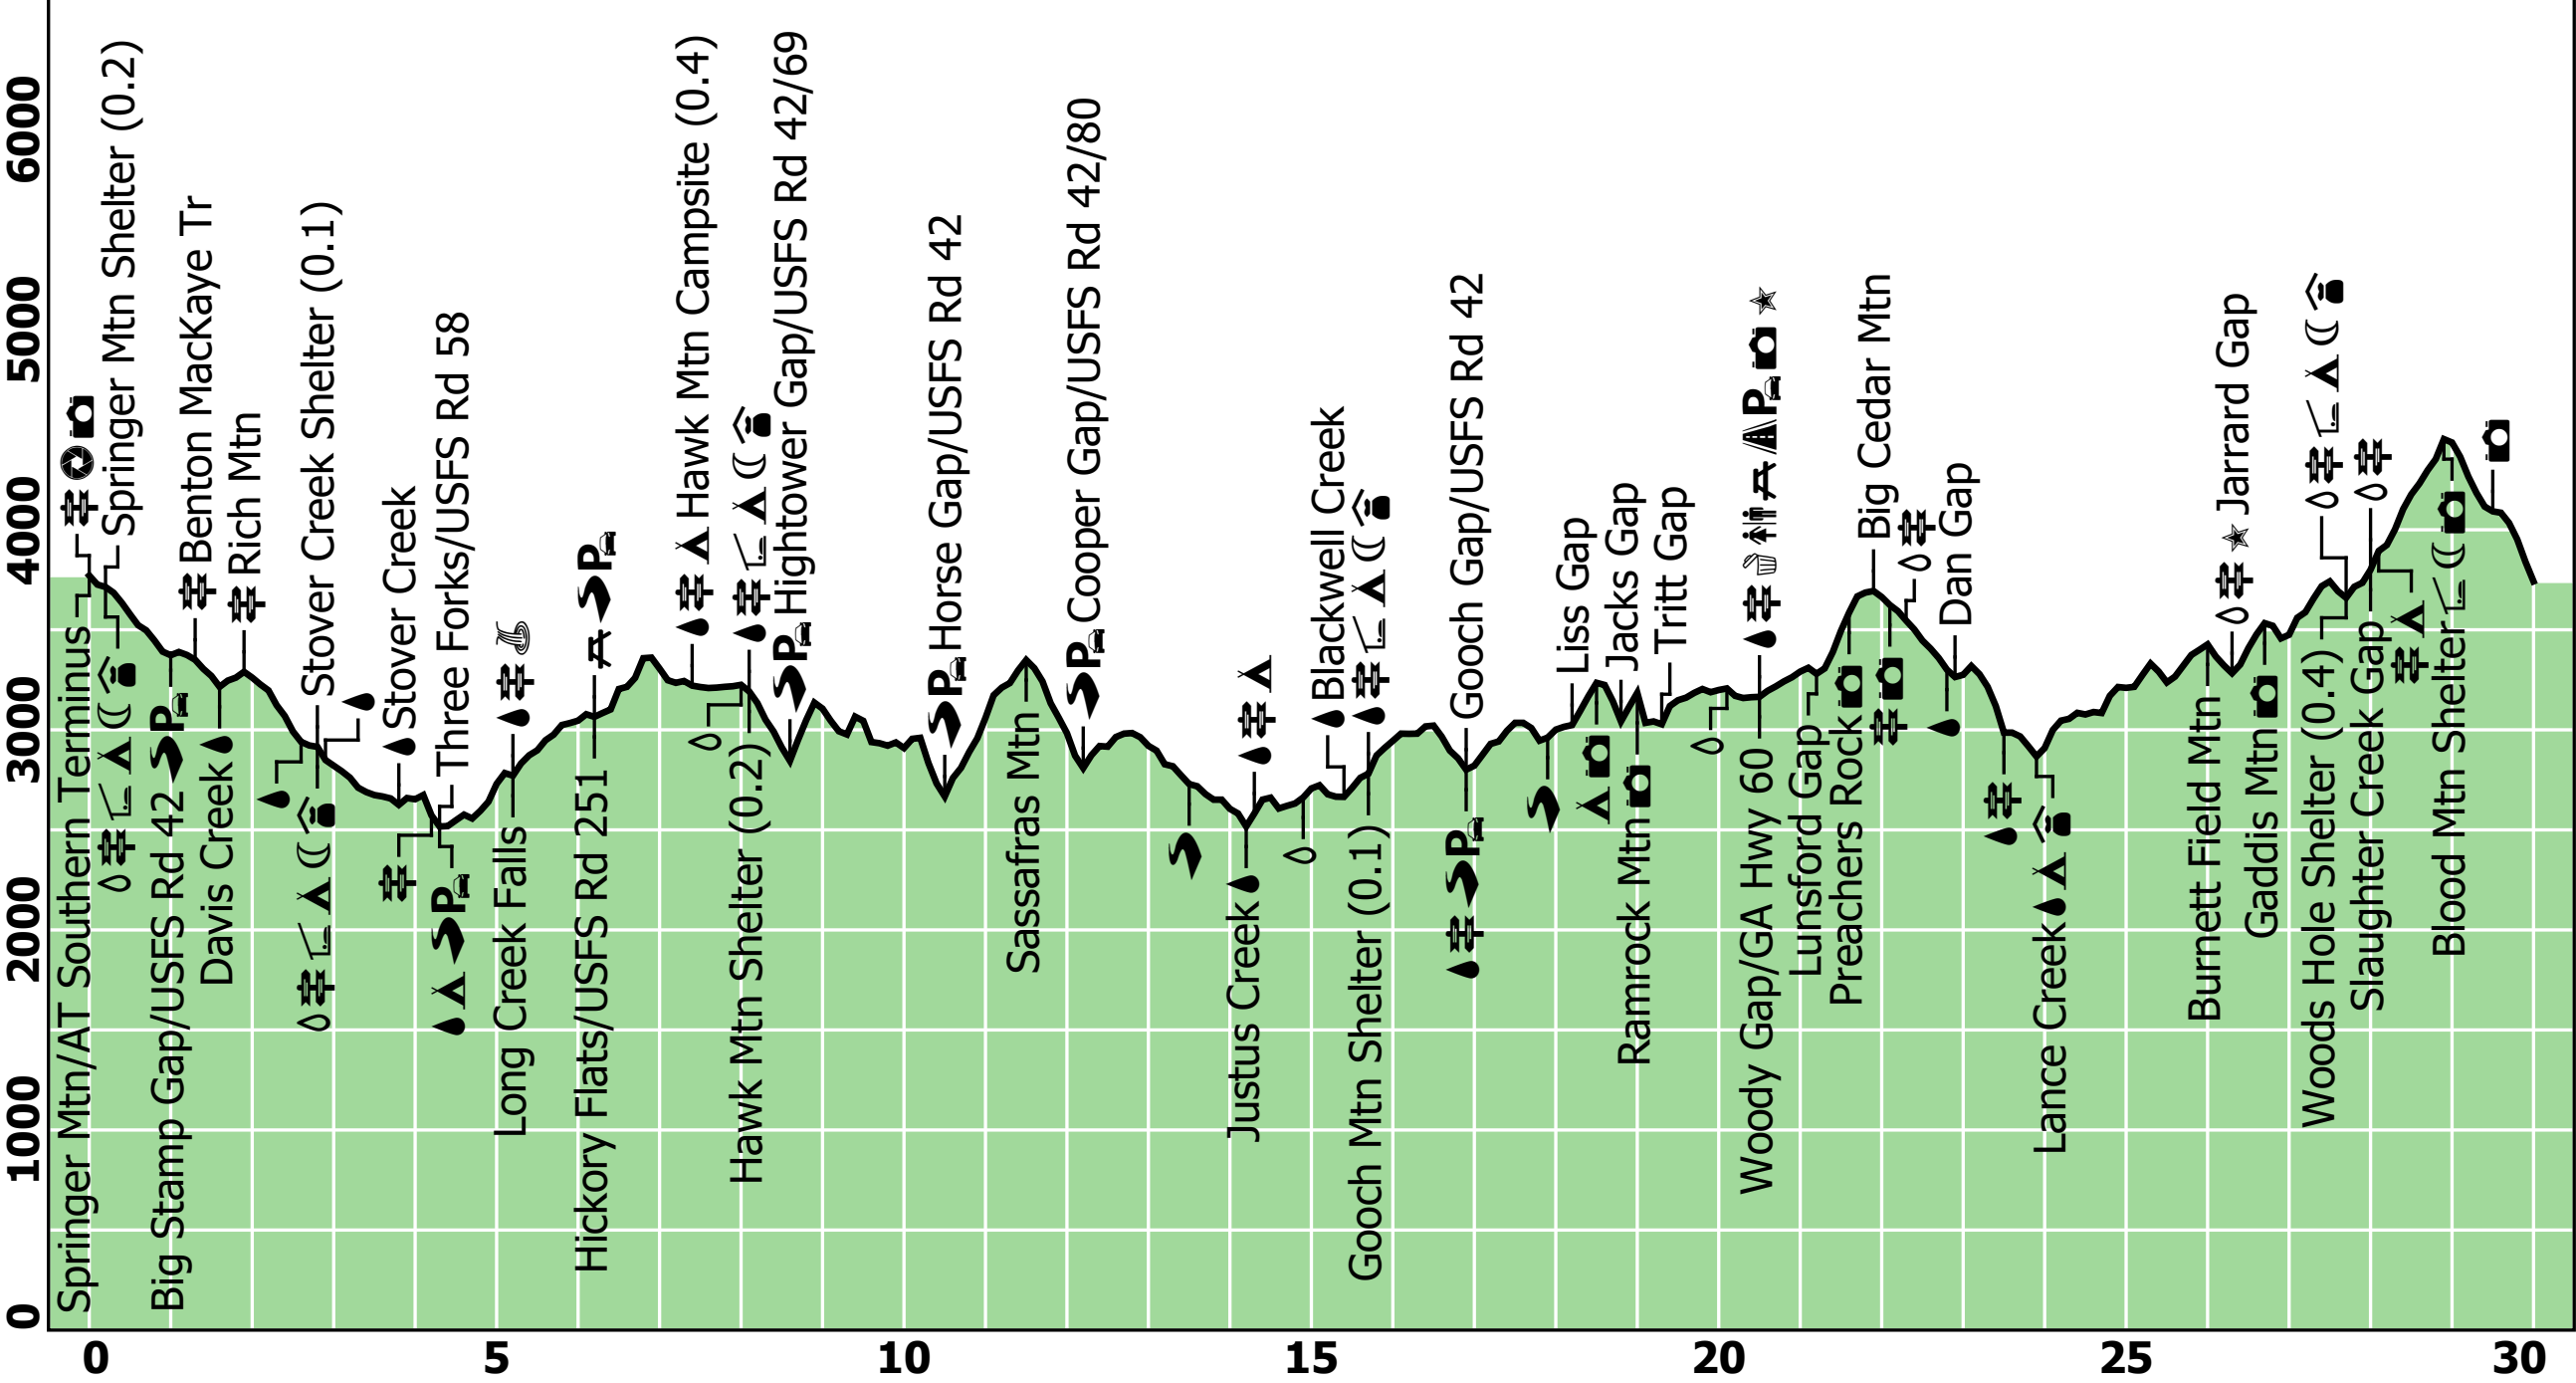 6000
5000
4000
3000
2000
1000
0
Springer Mtn/AT Southern Terminus
Springer Mtn Shelter (0.2)
Big Stamp Gap/USFS Rd 42 P
Benton MacKaye Tr
Davis Creek
Rich Mtn
Stover Creek Shelter (0.1)
Stover Creek
Three Forks/USFS Rd 58
P
Long Creek Falls
Hickory Flats/USFS Rd 251
P
Hawk Mtn Campsite (0.4)
Hawk Mtn Shelter (0.2)
P Hightower Gap/USFS Rd 42/69
P Horse Gap/USFS Rd 42
Sassafras Mtn
P Cooper Gap/USFS Rd 42/80
Justus Creek
Blackwell Creek
Gooch Mtn Shelter (0.1)
Gooch Gap/USFS Rd 42
P
Liss Gap
Jacks Gap
Ramrock Mtn
Tritt Gap
Woody Gap/GA Hwy 60
P
Lunsford Gap
Preachers Rock
Big Cedar Mtn
Dan Gap
Lance Creek
Burnett Field Mtn
Jarrard Gap
Gaddis Mtn
Woods Hole Shelter (0.4)
Slaughter Creek Gap
Blood Mtn Shelter
0
5
10
15
20
25
30